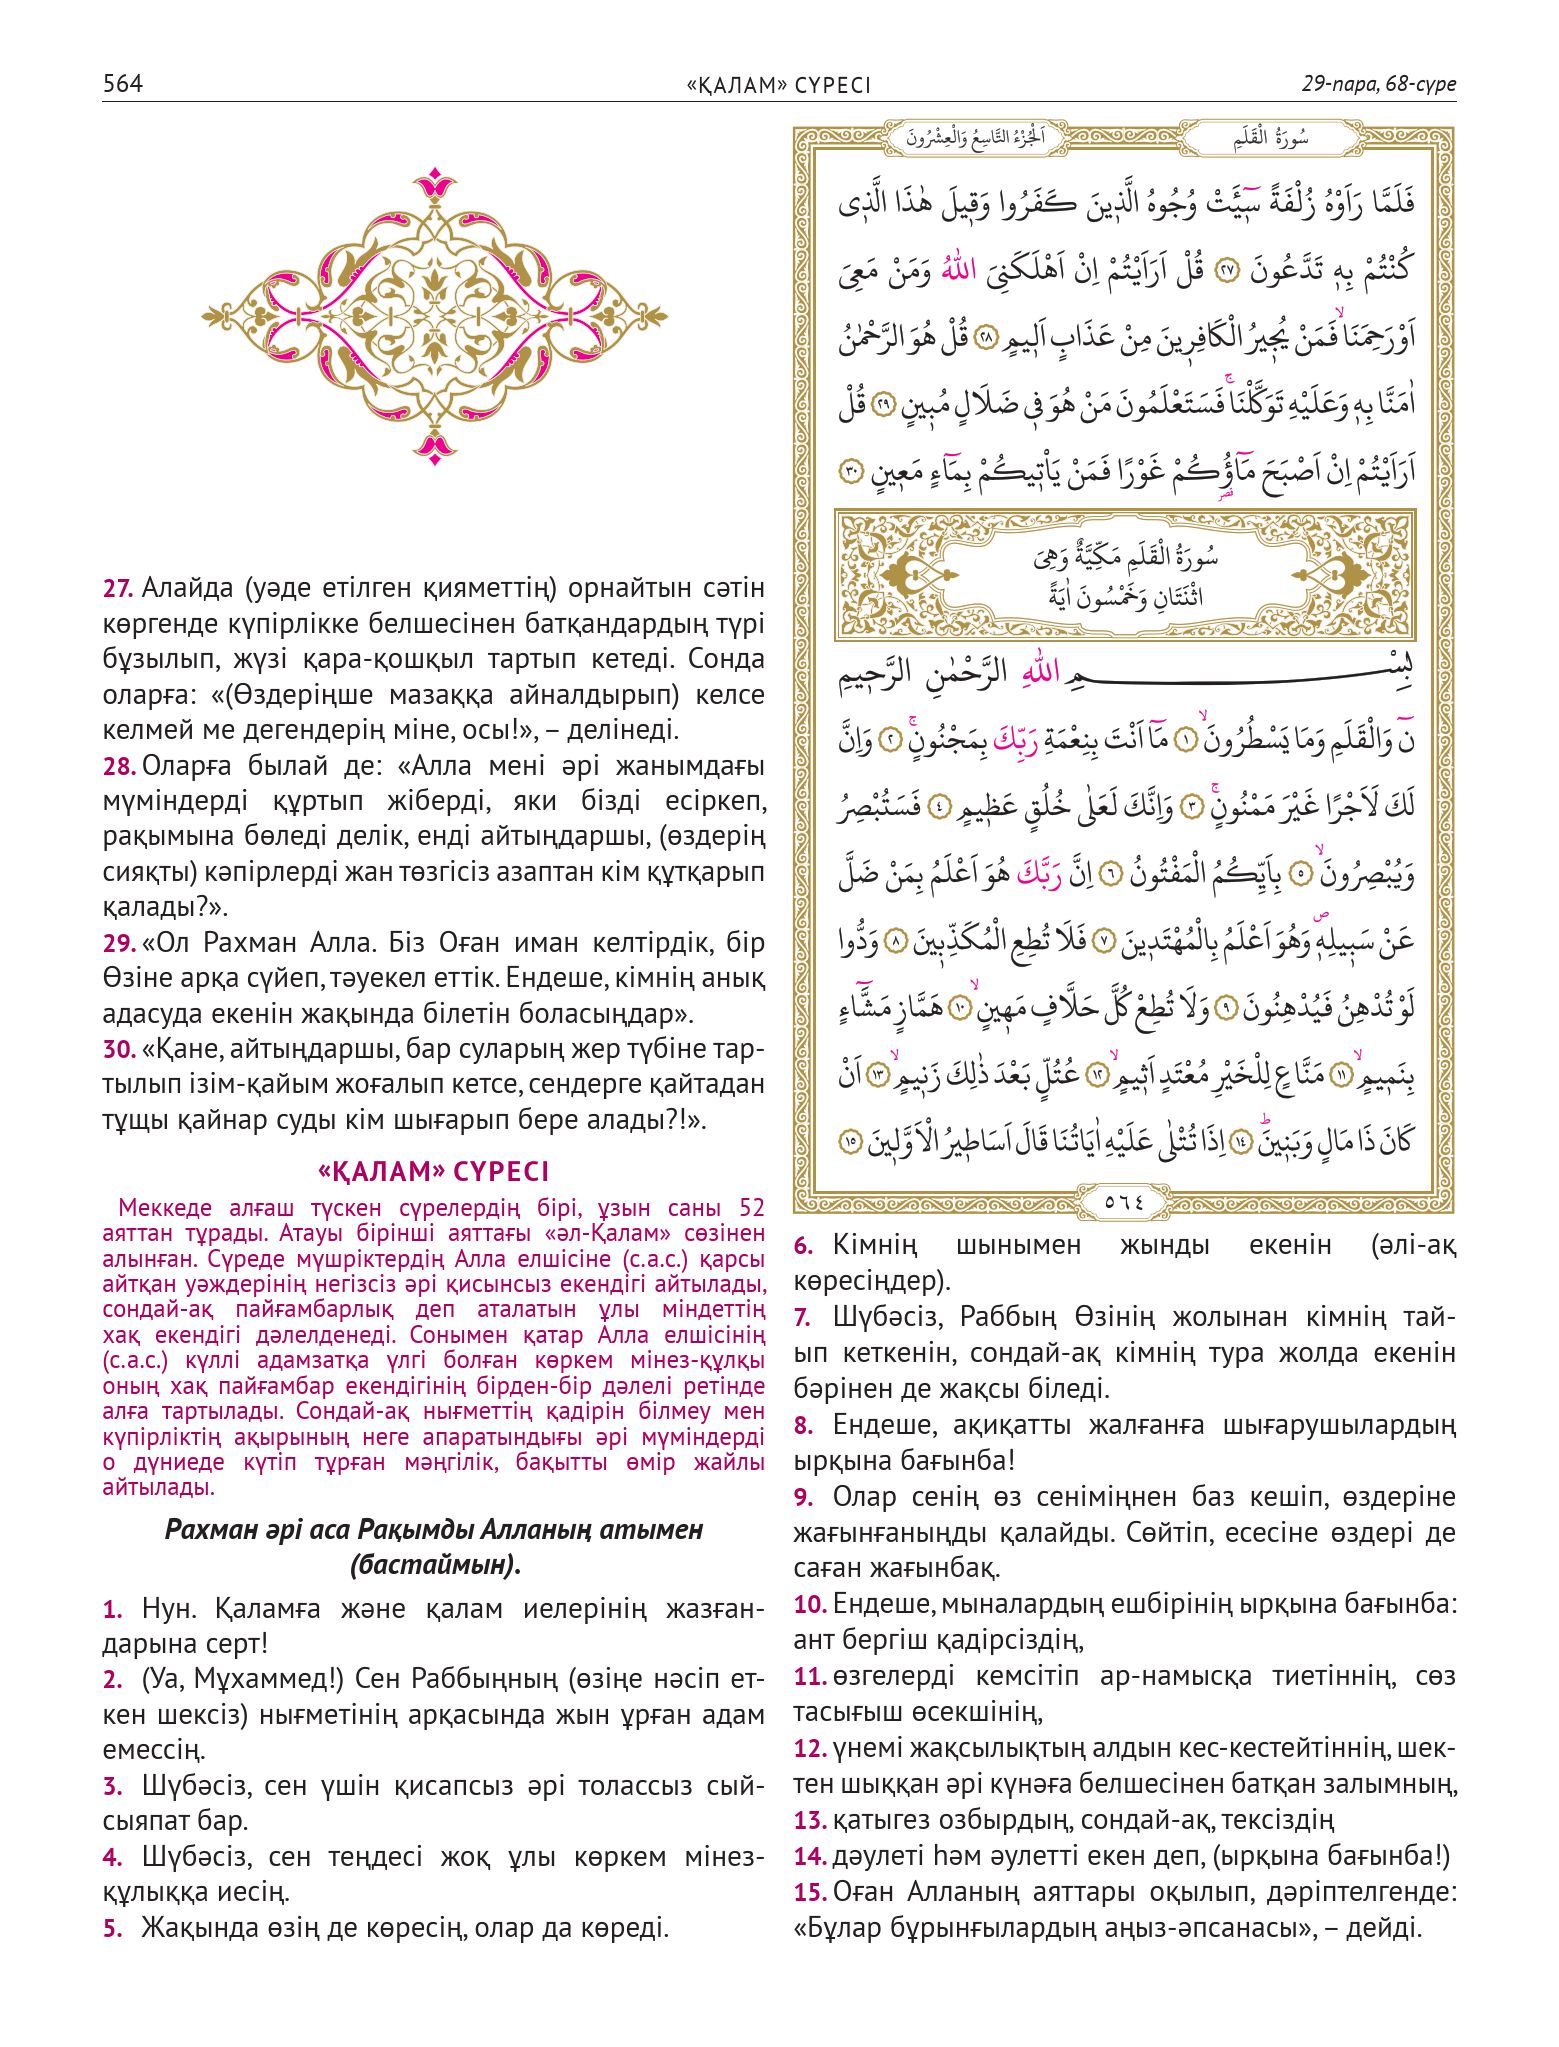 564
«ҚАЛАМ» СҮРЕСІ
29-пара, 68-сүре
27. Алайда (уәде етілген қияметтің) орнайтын сәтін
көргенде күпірлікке белшесінен батқандардың түрі
бұзылып, жүзі қара-қошқыл тартып кетеді. Сонда
оларға: «(Өздеріңше мазаққа айналдырып) келсе
келмей ме дегендерің міне, осы!», – делінеді.
28. Оларға былай де: «Алла мені әрі жанымдағы
мүміндерді құртып жіберді, яки бізді есіркеп,
рақымына бөледі делік, енді айтыңдаршы, (өздерің
сияқты) кәпірлерді жан төзгісіз азаптан кім құтқарып
қалады?».
29. «Ол Рахман Алла. Біз Оған иман келтірдік, бір
Өзіне арқа сүйеп, тәуекел еттік. Ендеше, кімнің анық
адасуда екенін жақында білетін боласыңдар».
30. «Қане, айтыңдаршы, бар суларың жер түбіне тар-
тылып ізім-қайым жоғалып кетсе, сендерге қайтадан
тұщы қайнар суды кім шығарып бере алады?!».
«ҚАЛАМ» СҮРЕСІ
Меккеде алғаш түскен сүрелердің бірі, ұзын саны 52
аяттан тұрады. Атауы бірінші аяттағы «әл-Қалам» сөзінен
алынған. Сүреде мүшріктердің Алла елшісіне (с.а.с.) қарсы
айтқан уәждерінің негізсіз әрі қисынсыз екендігі айтылады,
сондай-ақ пайғамбарлық деп аталатын ұлы міндеттің
хақ екендігі дәлелденеді. Сонымен қатар Алла елшісінің
(с.а.с.) күллі адамзатқа үлгі болған көркем мінез-құлқы
оның хақ пайғамбар екендігінің бірден-бір дәлелі ретінде
алға тартылады. Сондай-ақ нығметтің қадірін білмеу мен
күпірліктің ақырының неге апаратындығы әрі мүміндерді
о дүниеде күтіп тұрған мәңгілік, бақытты өмір жайлы
айтылады.
Рахман әрі аса Рақымды Алланың атымен
(бастаймын).
1. Нун. Қаламға және қалам иелерінің жазған-
дарына серт!
2. (Уа, Мұхаммед!) Сен Раббыңның (өзіңе нәсіп ет-
кен шексіз) нығметінің арқасында жын ұрған адам
емессің.
3. Шүбәсіз, сен үшін қисапсыз әрі толассыз сый-
сыяпат бар.
4. Шүбәсіз, сен теңдесі жоқ ұлы көркем мінез-
құлыққа иесің.
5. Жақында өзің де көресің, олар да көреді.
اَلْجُزْءُ التَّاسِعُ وَالْعِشْرُونَ
سُورَةُ الْقَلَمِ
فَلَمَّا رَاَوْهُ زُلْفَةً سٓيـَٔتْ وُجُوهُ الَّذ۪ينَ كَفَرُوا وَق۪يلَ هٰذَا الَّذ۪ى
كُنْتُمْ بِه۪ تَدَّعُونَ ﴿٢٧﴾ قُلْ اَرَاَيْتُمْ اِنْ اَهْلَكَنِىَ اللّٰهُ وَمَنْ مَعِىَ
اَوْ رَحِمَنَاۙ فَمَنْ يُج۪يرُ الْكَافِر۪ينَ مِنْ عَذَابٍ اَل۪يمٍ ﴿٢٨﴾ قُلْ هُوَ الرَّحْمٰنُ
اٰمَنَّا بِه۪ وَعَلَيْهِ تَوَكَّلْنَاۚ فَسَتَعْلَمُونَ مَنْ هُوَ ف۪ى ضَلَالٍ مُب۪ينٍ ﴿٢٩﴾ قُلْ
اَرَاَيْتُمْ اِنْ اَصْبَحَ مَٓاؤُ۬كُمْ غَوْرًا فَمَنْ يَأْت۪يكُمْ بِمَٓاءٍ مَع۪ينٍ ﴿٣٠﴾
سُورَةُ الْقَلَمِ مَكِّيَّةٌ وَهِىَ
اثْنَتَانِ وَخَمْسُونَ اٰيَةً
بِسْمِ اللّٰهِ الرَّحْمٰنِ الرَّح۪يمِ
نٓ وَالْقَلَمِ وَمَا يَسْطُرُونَۙ ﴿١﴾ مَٓا اَنْتَ بِنِعْمَةِ رَبِّكَ بِمَجْنُونٍۚ ﴿٢﴾ وَاِنَّ
لَكَ لَاَجْرًا غَيْرَ مَمْنُونٍۚ ﴿٣﴾ وَاِنَّكَ لَعَلٰى خُلُقٍ عَظ۪يمٍ ﴿٤﴾ فَسَتُبْصِرُ
وَيُبْصِرُونَۙ ﴿٥﴾ بِاَيِّكُمُ الْمَفْتُونُ ﴿٦﴾ اِنَّ رَبَّكَ هُوَ اَعْلَمُ بِمَنْ ضَلَّ
عَنْ سَب۪يلِه۪ۖ وَهُوَ اَعْلَمُ بِالْمُهْتَد۪ينَ ﴿٧﴾ فَلَا تُطِعِ الْمُكَذِّب۪ينَ ﴿٨﴾ وَدُّوا
لَوْ تُدْهِنُ فَيُدْهِنُونَ ﴿٩﴾ وَلَا تُطِعْ كُلَّ حَلَّافٍ مَه۪ينٍۙ ﴿١٠﴾ هَمَّازٍ مَشَّٓاءٍ
بِنَم۪يمٍۙ ﴿١١﴾ مَنَّاعٍ لِلْخَيْرِ مُعْتَدٍ اَث۪يمٍۙ ﴿١٢﴾ عُتُلٍّ بَعْدَ ذٰلِكَ زَن۪يمٍۙ ﴿١٣﴾ اَنْ
كَانَ ذَا مَالٍ وَبَن۪ينَۜ ﴿١٤﴾ اِذَا تُتْلٰى عَلَيْهِ اٰيَاتُنَا قَالَ اَسَاط۪يرُ الْاَوَّل۪ينَ ﴿١٥﴾
٥٦٤
6. Кімнің шынымен жынды екенін (әлі-ақ
көресіңдер).
7. Шүбәсіз, Раббың Өзінің жолынан кімнің тай-
ып кеткенін, сондай-ақ кімнің тура жолда екенін
бәрінен де жақсы біледі.
8. Ендеше, ақиқатты жалғанға шығарушылардың
ырқына бағынба!
9. Олар сенің өз сеніміңнен баз кешіп, өздеріне
жағынғаныңды қалайды. Сөйтіп, есесіне өздері де
саған жағынбақ.
10. Ендеше, мыналардың ешбірінің ырқына бағынба:
ант бергіш қадірсіздің,
11. өзгелерді кемсітіп ар-намысқа тиетіннің, сөз
тасығыш өсекшінің,
12. үнемі жақсылықтың алдын кес-кестейтіннің, шек-
тен шыққан әрі күнәға белшесінен батқан залымның,
13. қатыгез озбырдың, сондай-ақ, тексіздің
14. дәулеті һәм әулетті екен деп, (ырқына бағынба!)
15. Оған Алланың аяттары оқылып, дәріптелгенде:
«Бұлар бұрынғылардың аңыз-әпсанасы», – дейді.